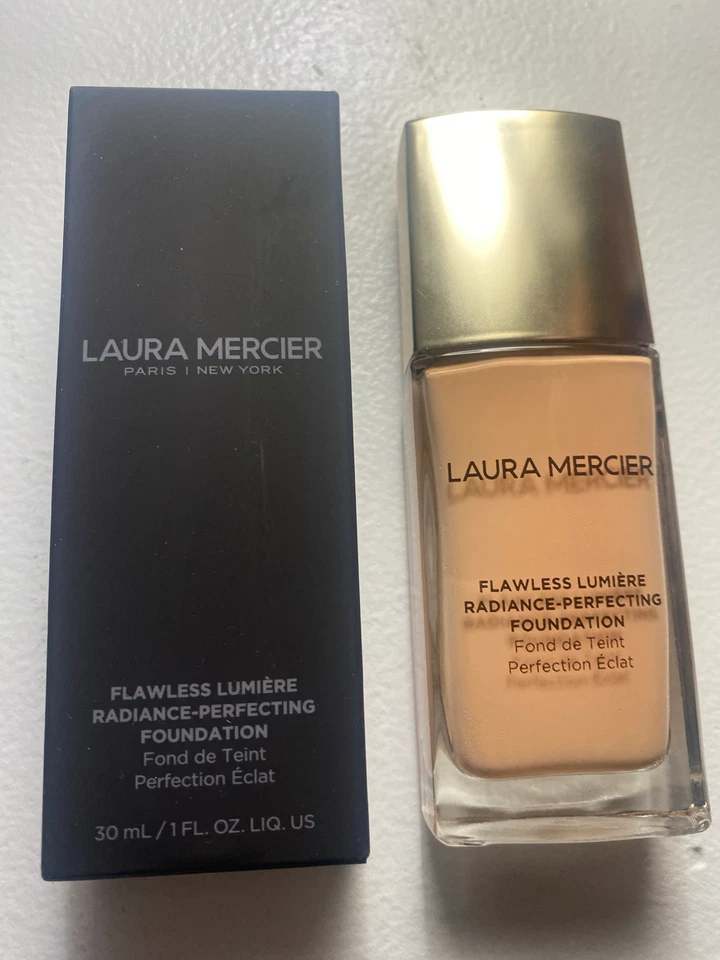 LAURA MERCIER
PARIS | NEW YORK
FLAWLESS LUMIÈRE
RADIANCE-PERFECTING
FOUNDATION
Fond de Teint
Perfection Éclat
30 mL / 1 FL. OZ. LIQ. US
LAURA MERCIER
FLAWLESS LUMIÈRE
RADIANCE-PERFECTING
FOUNDATION
Fond de Teint
Perfection Éclat